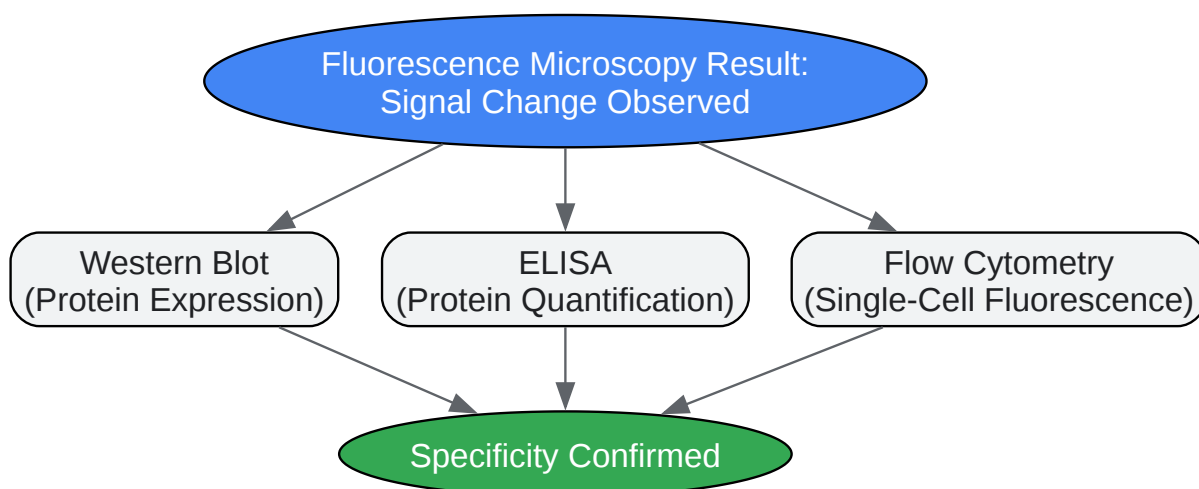 Fluorescence Microscopy Result:
Signal Change Observed
Western Blot
(Protein Expression)
ELISA
(Protein Quantification)
Flow Cytometry
(Single-Cell Fluorescence)
Specificity Confirmed